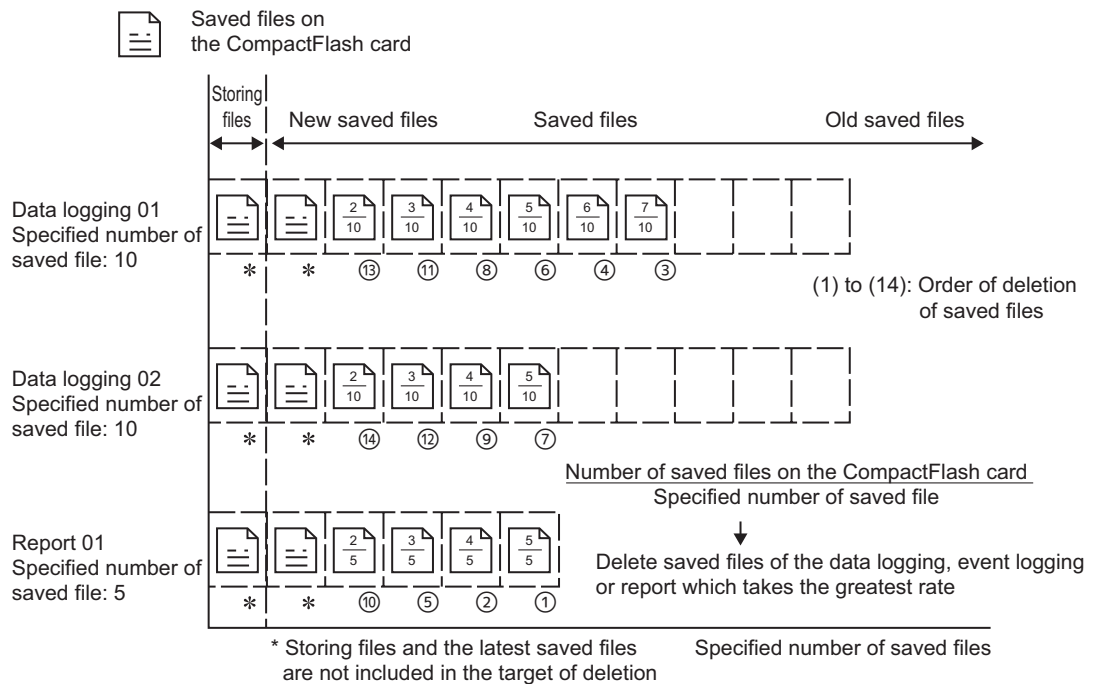 Saved files on
the CompactFlash card
Storing
files
New saved files
Saved files
Old saved files
Data logging 01
Specified number of
saved file: 10
2
10
3
10
4
10
5
10
6
10
7
10
* * ⑬ ⑪ ⑧ ⑥ ④ ③
(1) to (14): Order of deletion
of saved files
Data logging 02
Specified number of
saved file: 10
2
10
3
10
4
10
5
10
* * ⑭ ⑫ ⑨ ⑦
Number of saved files on the CompactFlash card
Specified number of saved file
Delete saved files of the data logging, event logging
or report which takes the greatest rate
Report 01
Specified number of
saved file: 5
2
5
3
5
4
5
5
5
* * ⑩ ⑤ ② ①
* Storing files and the latest saved files
are not included in the target of deletion
Specified number of saved files